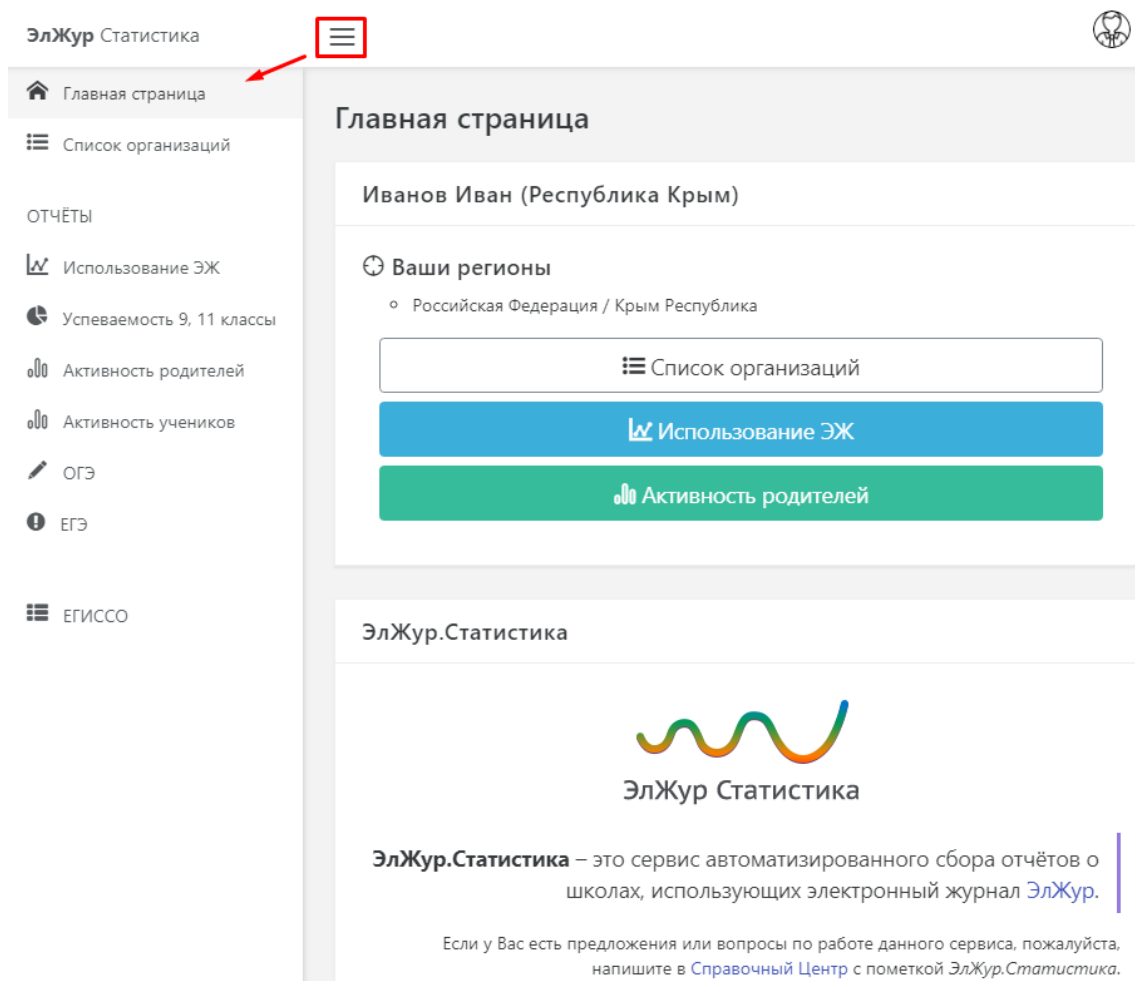 ЭлЖур Статистика
Главная страница
Список организаций
ОТЧЁТЫ
Использование ЭЖ
Успеваемость 9, 11 классы
Активность родителей
Активность учеников
ОГЭ
ЕГЭ
ЕГИССО
Главная страница
Иванов Иван (Республика Крым)
Ваши регионы
Российская Федерация / Крым Республика
Список организаций
Использование ЭЖ
Активность родителей
ЭлЖур.Статистика
ЭлЖур Статистика
ЭлЖур.Статистика – это сервис автоматизированного сбора отчётов о
школах, использующих электронный журнал ЭлЖур.
Если у Вас есть предложения или вопросы по работе данного сервиса, пожалуйста,
напишите в Справочный Центр с пометкой ЭлЖур.Статистика.